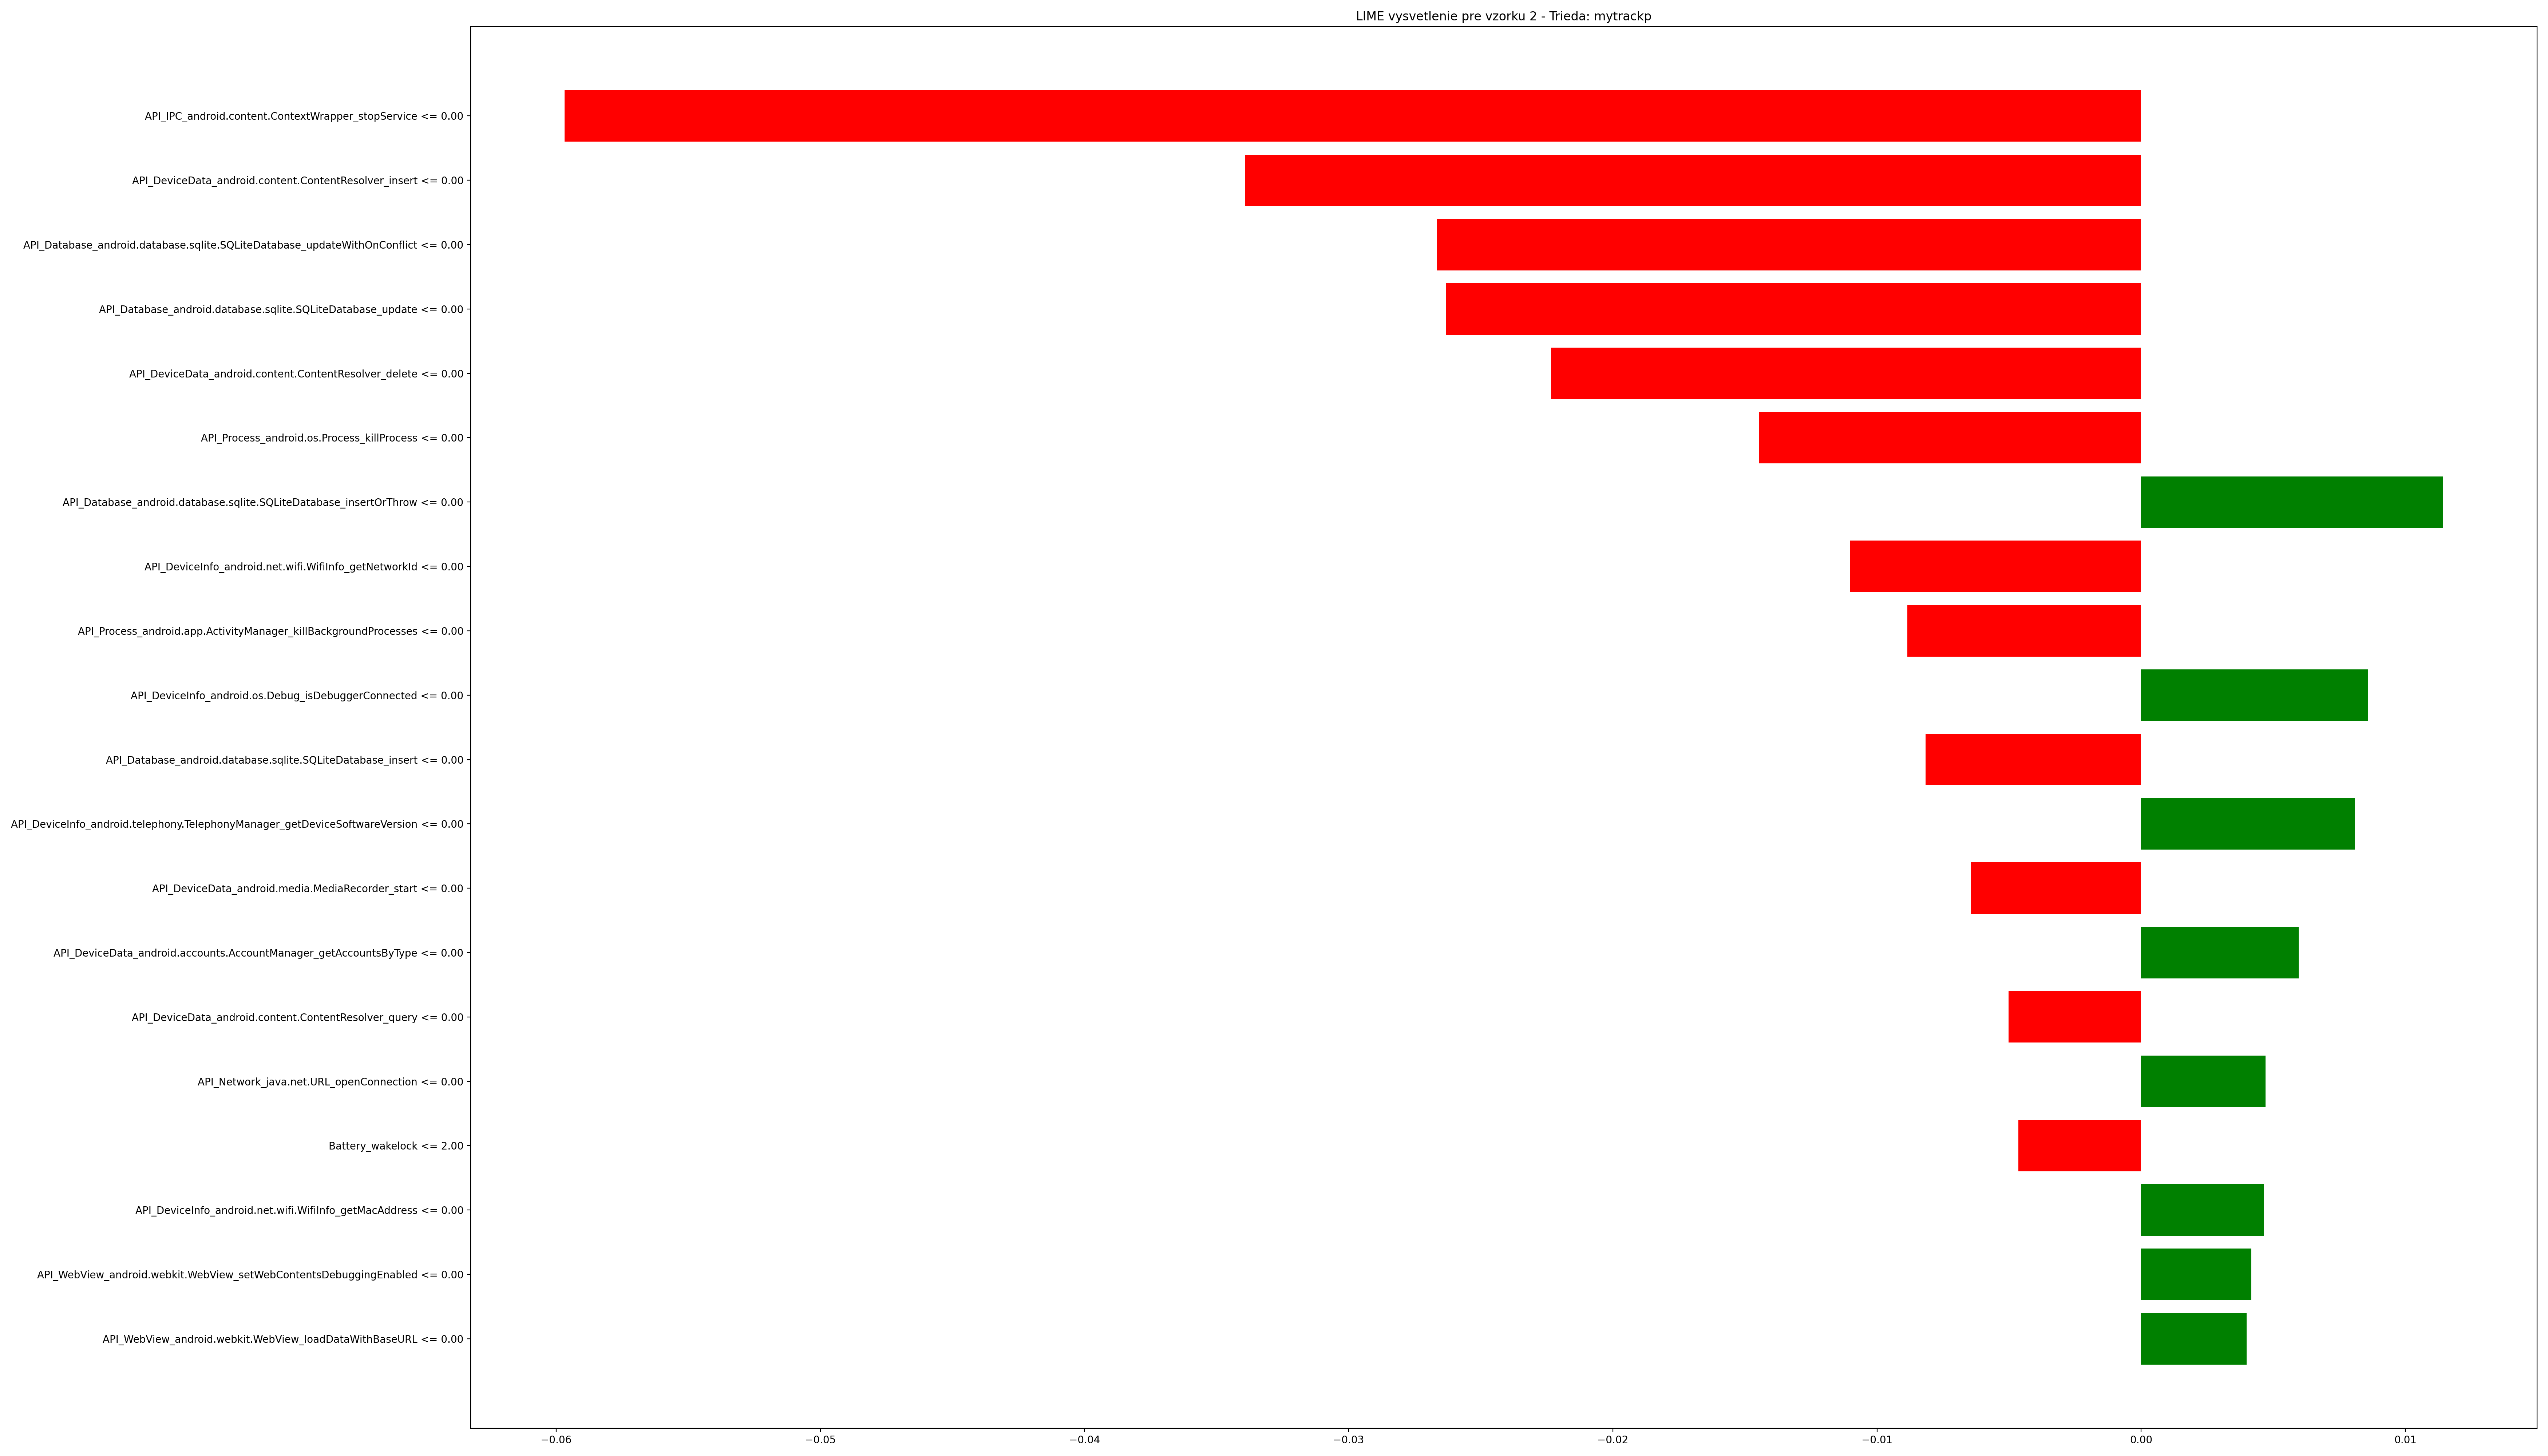 LIME vysvetlenie pre vzorku 2 - Trieda: mytrackp
API_IPC_android.content.ContextWrapper_stopService <= 0.00
API_DeviceData_android.content.ContentResolver_insert <= 0.00
API_Database_android.database.sqlite.SQLiteDatabase_updateWithOnConflict <= 0.00
API_Database_android.database.sqlite.SQLiteDatabase_update <= 0.00
API_DeviceData_android.content.ContentResolver_delete <= 0.00
API_Process_android.os.Process_killProcess <= 0.00
API_Database_android.database.sqlite.SQLiteDatabase_insertOrThrow <= 0.00
API_DeviceInfo_android.net.wifi.WifiInfo_getNetworkId <= 0.00
API_Process_android.app.ActivityManager_killBackgroundProcesses <= 0.00
API_DeviceInfo_android.os.Debug_isDebuggerConnected <= 0.00
API_Database_android.database.sqlite.SQLiteDatabase_insert <= 0.00
API_DeviceInfo_android.telephony.TelephonyManager_getDeviceSoftwareVersion <= 0.00
API_DeviceData_android.media.MediaRecorder_start <= 0.00
API_DeviceData_android.accounts.AccountManager_getAccountsByType <= 0.00
API_DeviceData_android.content.ContentResolver_query <= 0.00
API_Network_java.net.URL_openConnection <= 0.00
Battery_wakelock <= 2.00
API_DeviceInfo_android.net.wifi.WifiInfo_getMacAddress <= 0.00
API_WebView_android.webkit.WebView_setWebContentsDebuggingEnabled <= 0.00
API_WebView_android.webkit.WebView_loadDataWithBaseURL <= 0.00
−0.06 −0.05 −0.04 −0.03 −0.02 −0.01 0.00 0.01